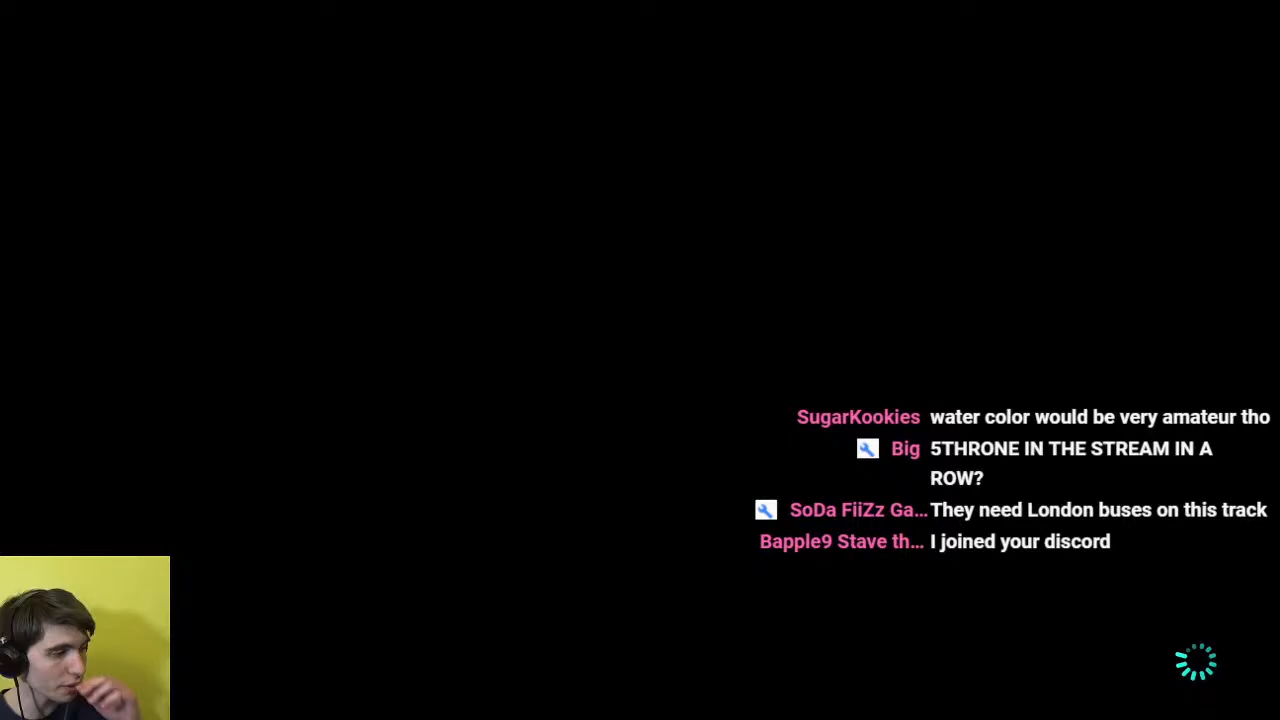 SugarKookies water color would be very amateur tho
Big 5THRONE IN THE STREAM IN A
ROW?
SoDa FiiZz Ga... They need London buses on this track
Bapple9 Stave th... I joined your discord